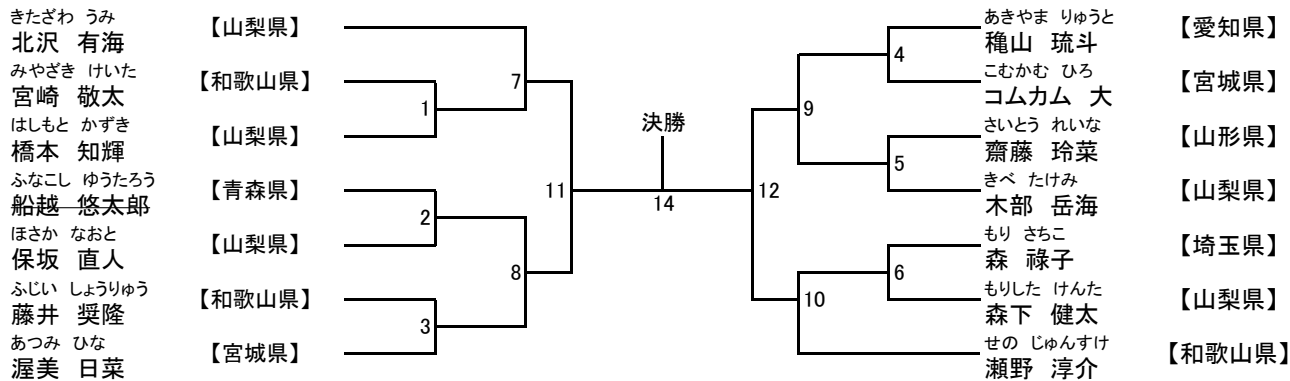 きたざわ うみ
北沢 有海 【山梨県】
みやざき けいた
宮崎 敬太 【和歌山県】
はしもと かずき
橋本 知輝 【山梨県】
ふなこし ゆうたろう
船越 悠太郎 【青森県】
ほさか なおと
保坂 直人 【山梨県】
ふじい しょうりゅう
藤井 奨隆 【和歌山県】
あつみ ひな
渥美 日菜 【宮城県】
1
2
3
7
8
11
決勝
14
12
9
10
4
5
6
あきやま りゅうと
穐山 琉斗 【愛知県】
こむかむ ひろ
コムカム 大 【宮城県】
さいとう れいな
齋藤 玲菜 【山形県】
きべ たけみ
木部 岳海 【山梨県】
もり さちこ
森 禄子 【埼玉県】
もりした けんた
森下 健太 【山梨県】
せの じゅんすけ
瀬野 淳介 【和歌山県】